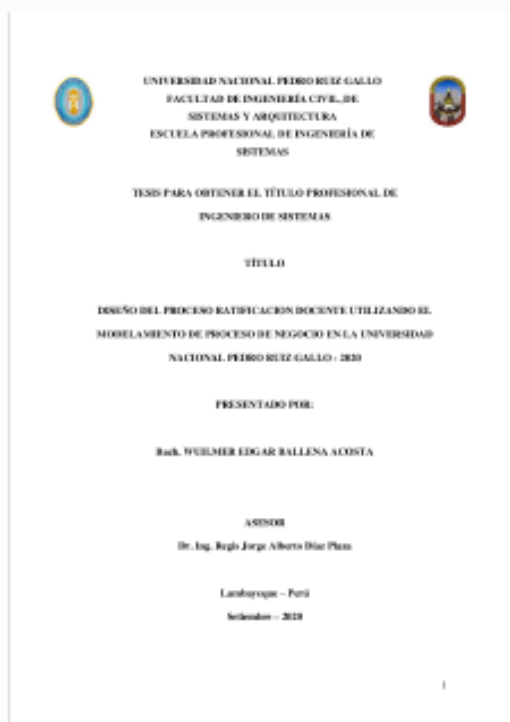 UNIVERSIDAD NACIONAL PEDRO RUIZ GALLO
FACULTAD DE INGENIERÍA CIVIL, DE
SISTEMAS Y ARQUITECTURA
ESCUELA PROFESIONAL DE INGENIERÍA DE
SISTEMAS
TESIS PARA OBTENER EL TÍTULO PROFESIONAL DE
INGENIERO DE SISTEMAS
TÍTULO
DISEÑO DEL PROCESO RATIFICACION DOCENTE UTILIZANDO EL
MODELAMIENTO DE PROCESO DE NEGOCIO EN LA UNIVERSIDAD
NACIONAL PEDRO RUIZ GALLO - 2020
PRESENTADO POR:
Bach. WUILMER EDGAR BALLENA ACOSTA
ASESOR
Dr. Ing. Regis Jorge Alberto Díaz Plaza
Lambayeque – Perú
Setiembre – 2020
1